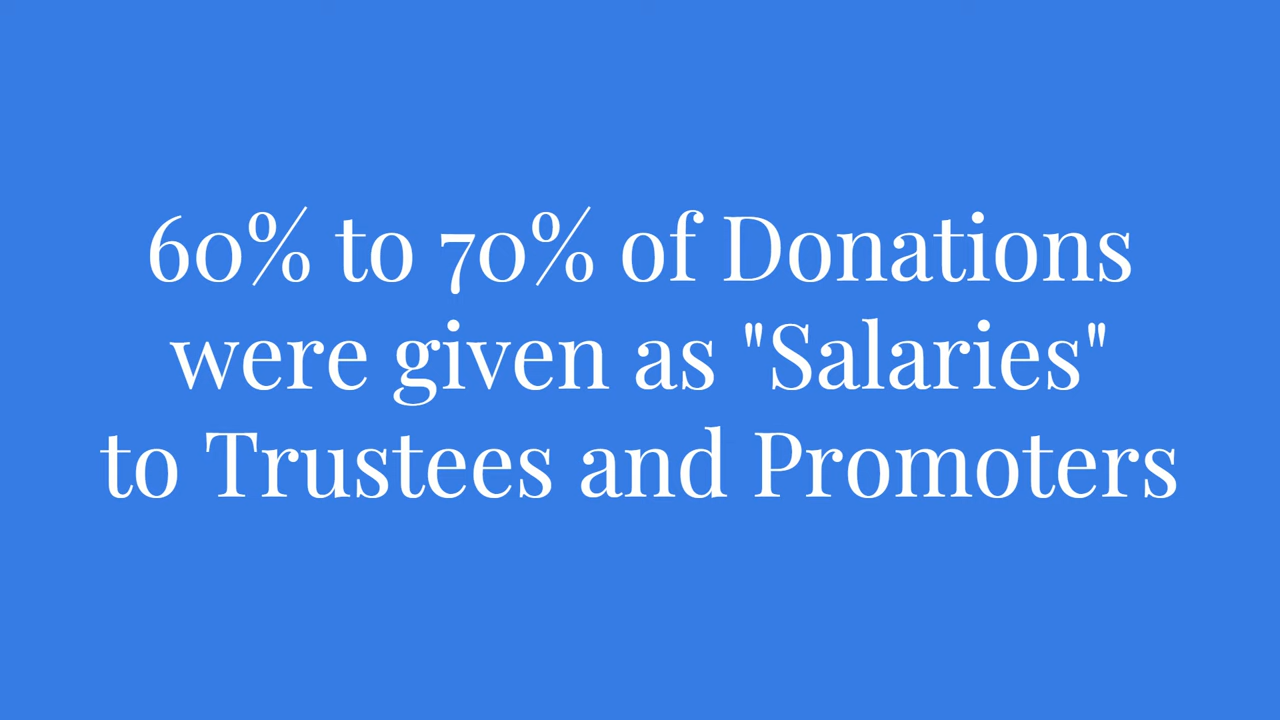 60% to 70% of Donations
were given as "Salaries"
to Trustees and Promoters